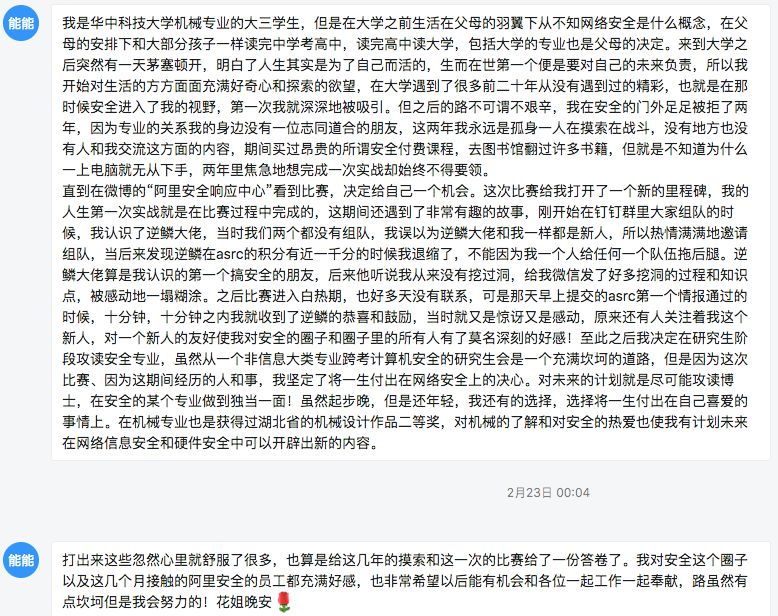 能能
我是华中科技大学机械专业的大三学生，但是在大学之前生活在父母的羽翼下从不知网络安全是什么概念，在父
母的安排下和大部分孩子一样读完中学考高中，读完高中读大学，包括大学的专业也是父母的决定。来到大学之
后突然有一天茅塞顿开，明白了人生其实是为了自己而活的，生而在世第一个便是要对自己的未来负责，所以我
开始对生活的方方面面充满好奇心和探索的欲望，在大学遇到了很多前二十年从没有遇到过的精彩，也就在那
时候安全进入了我的视野，第一次我就深深地被吸引。但之后的路不可谓不艰辛，我在安全的门外足足被拒了两
年，因为专业的关系我的身边没有一位志同道合的朋友，这两年我永远是孤身一人在摸索在战斗，没有地方也没
有人和我交流这方面的内容，期间买过昂贵的所谓安全付费课程，去图书馆翻过许多书籍，但就是不知道为什么
一上电脑就无从下手，两年里焦急地想完成一次实战却始终不得要领。
直到在微博的“阿里安全响应中心”看到比赛，决定给自己一个机会。这次比赛给我打开了一个新的里程碑，我的
人生第一次实战就是在比赛过程中完成的，这期间还遇到了非常有趣的故事，刚开始在钉钉群里大家组队的时
候，我认识了逆鳞大佬，当时我们两个都没有组队，我误以为逆鳞大佬和我一样都是新人，所以热情满满地邀请
组队，当后来发现逆鳞在asrc的积分有近一千分的时候我退缩了，不能因为我一个人给任何一个队伍拖后腿。逆
鳞大佬算是我认识的第一个搞安全的朋友，后来他听说我从来没有挖过洞，给我微信发了好多挖洞的过程和知识
点，被感动地一塌糊涂。之后比赛进入白热期，也好多天没有联系，可是那天早上提交的asrc第一个情报通过的
时候，十分钟，十分钟之内我就收到了逆鳞的恭喜和鼓励，当时就又是惊讶又是感动，原来还有人关注着我这个
新人，对一个新人的友好使我对安全的圈子和圈子里的所有人有了莫名深刻的好感！至此之后我决定在研究生阶
段攻读安全专业，虽然从一个非信息大类专业跨考计算机安全的研究生会是一个充满坎坷的道路，但是因为这次
比赛、因为这期间经历的人和事，我坚定了将一生付出在网络安全上的决心。对未来的计划就是尽可能攻读博
士，在安全的某个专业做到独当一面！虽然起步晚，但是还年轻，我还有的选择，选择将一生付出在自己喜爱的
事情上。在机械专业也是获得过湖北省的机械设计作品二等奖，对机械的了解和对安全的热爱也使我有计划未来
在网络信息安全和硬件安全中可以开辟出新的内容。
2月23日 00:04
能能
打出来这些忽然心里就舒服了很多，也算是给这几年的摸索和这一次的比赛给了一份答卷了。我对安全这个圈子
以及这几个月接触的阿里安全的员工都充满好感，也非常希望以后能有机会和各位一起工作一起奉献，路虽然有
点坎坷但是我会努力的！花姐晚安🌹